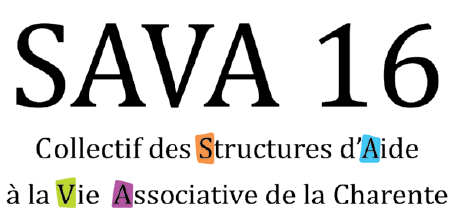 SAVA 16
Collectif des Structures d'Aide
à la Vie Associative de la Charente